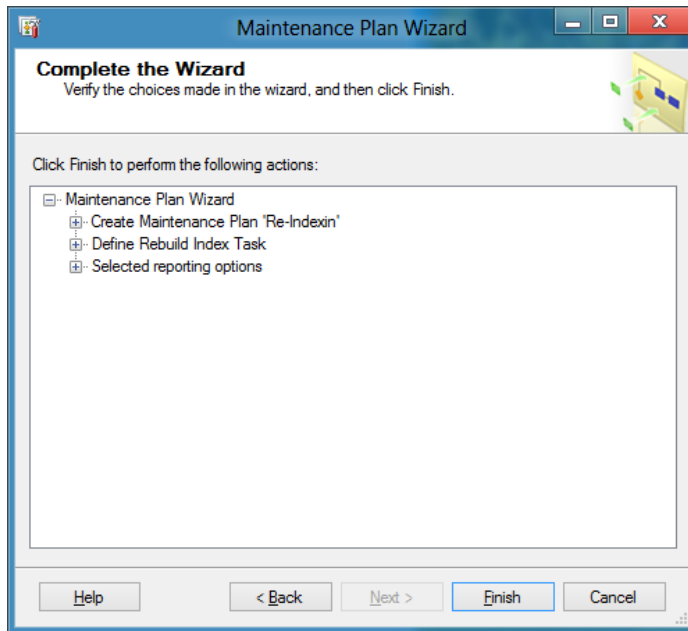 Maintenance Plan Wizard
Complete the Wizard
Verify the choices made in the wizard, and then click Finish.
Click Finish to perform the following actions:
Maintenance Plan Wizard
Create Maintenance Plan 'Re-Indexin'
Define Rebuild Index Task
Selected reporting options
Help
< Back
Next >
Finish
Cancel